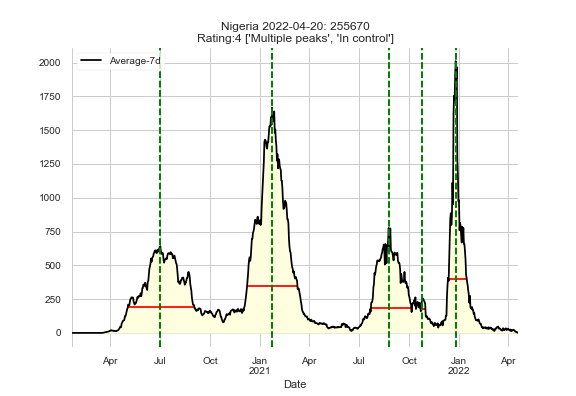 Nigeria 2022-04-20: 255670
Rating:4 ['Multiple peaks', 'In control']
Average-7d
2000
1750
1500
1250
1000
750
500
250
0
Apr Jul Oct Jan Apr Jul Oct Jan Apr
2021 2022
Date